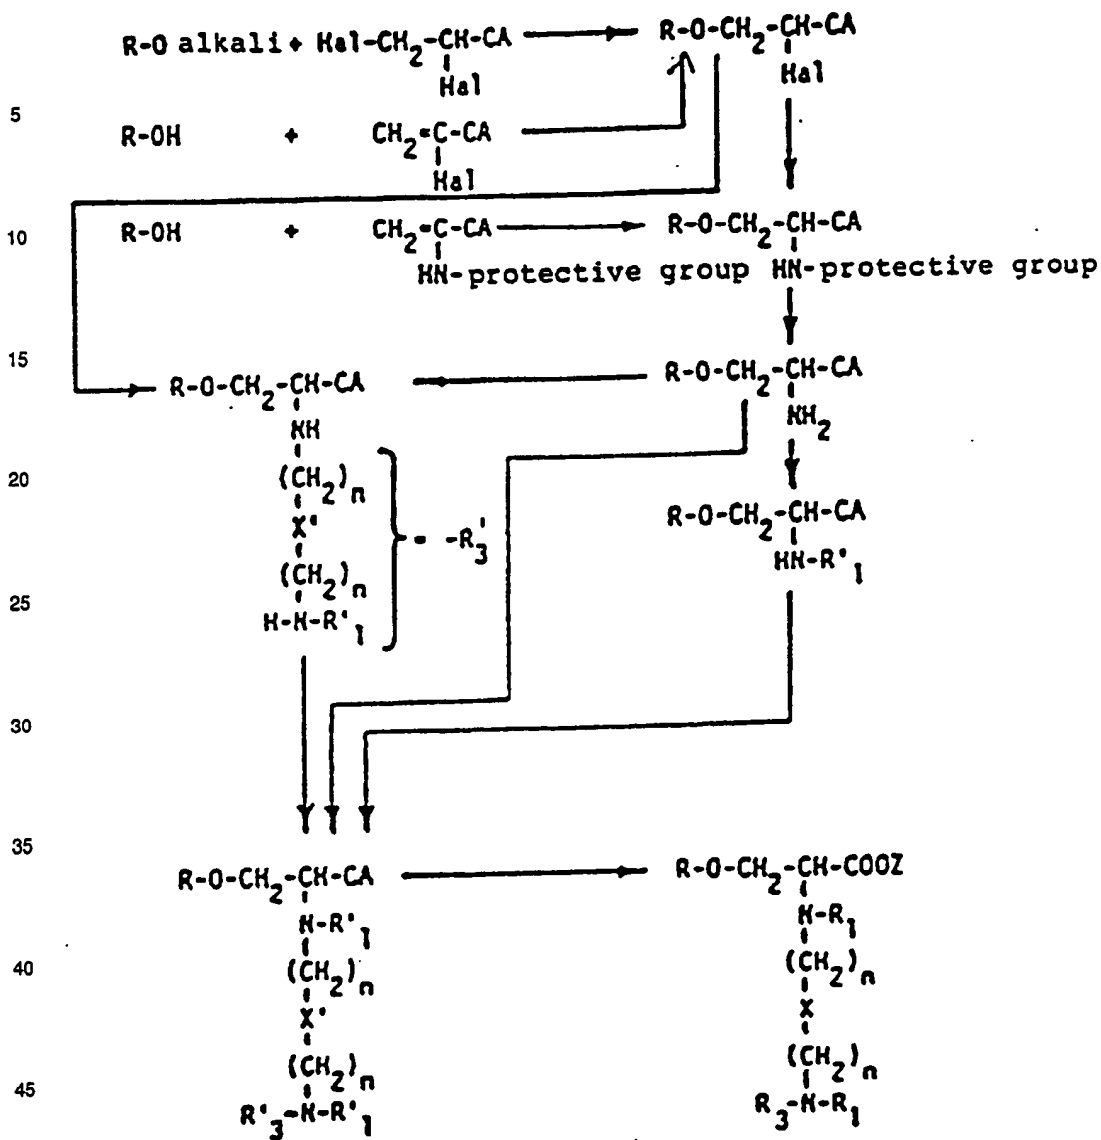 R-O alkali + Hal-CH2-CH-CA R-O-CH2-CH-CA
Hal Hal
5
R-OH + CH2=C-CA
Hal
10 R-OH + CH2=C-CA R-O-CH2-CH-CA
HN-protective group HN-protective group
15
R-O-CH2-CH-CA R-O-CH2-CH-CA
NH NH2
20 (CH2)n
X' = -R'3 R-O-CH2-CH-CA
HN-R'1
(CH2)n
25
H-N-R'1
30
35
R-O-CH2-CH-CA R-O-CH2-CH-COOZ
N-R'1 N-R1
40 (CH2)n (CH2)n
X' X
(CH2)n (CH2)n
45
R'3-N-R'1 R3-N-R1